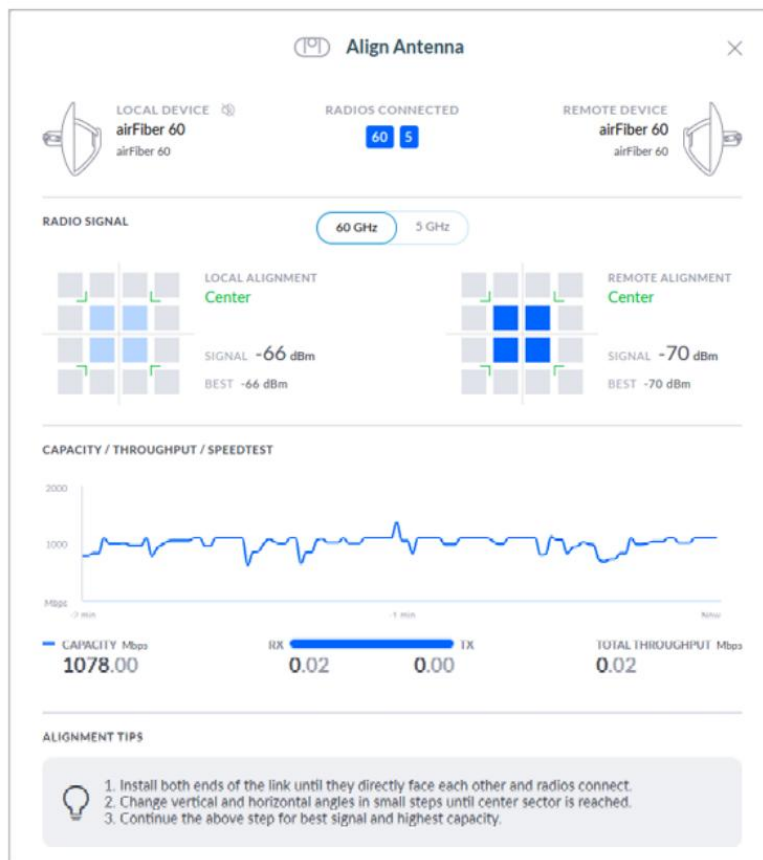 Align Antenna
LOCAL DEVICE
airFiber 60
airFiber 60
RADIOS CONNECTED
60 5
REMOTE DEVICE
airFiber 60
airFiber 60
RADIO SIGNAL
60 GHz 5 GHz
LOCAL ALIGNMENT
Center
SIGNAL -66 dBm
BEST -66 dBm
REMOTE ALIGNMENT
Center
SIGNAL -70 dBm
BEST -70 dBm
CAPACITY / THROUGHPUT / SPEEDTEST
2000
1000
Mbps
-2 min -1 min Now
CAPACITY Mbps
1078.00
RX TX
0.02 0.00
TOTAL THROUGHPUT Mbps
0.02
ALIGNMENT TIPS
1. Install both ends of the link until they directly face each other and radios connect.
2. Change vertical and horizontal angles in small steps until center sector is reached.
3. Continue the above step for best signal and highest capacity.